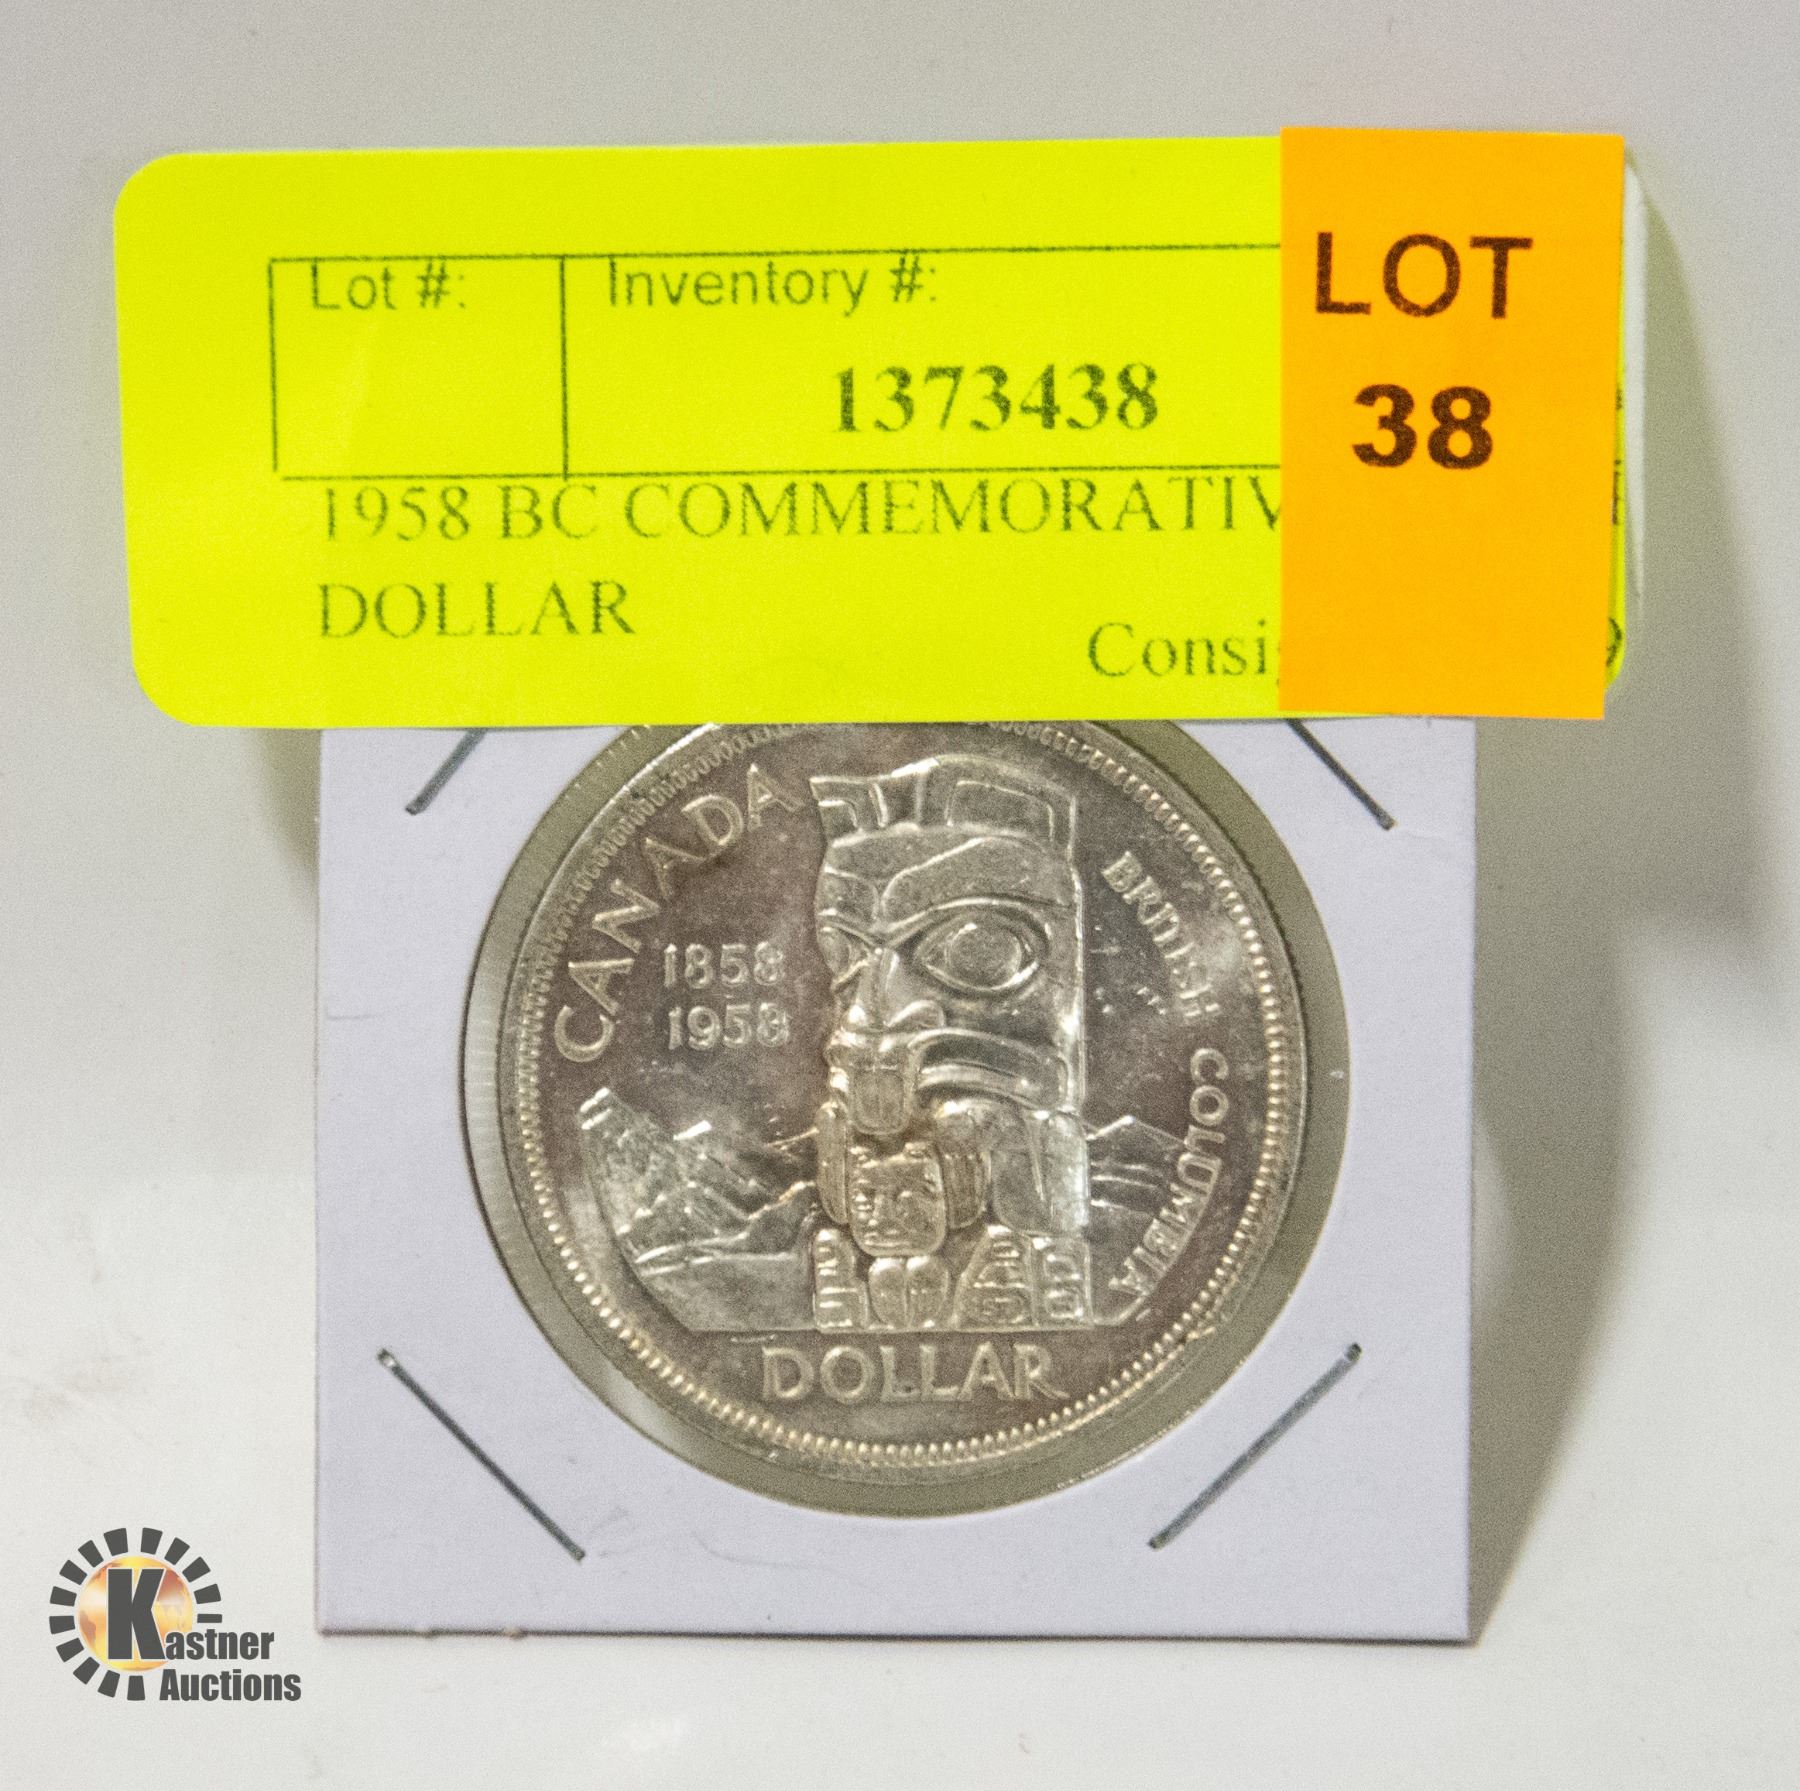 Lot #: Inventory #: LOT
1373438 38
1958 BC COMMEMORATIV
DOLLAR
Consi
CANADA
1858
1958
BRITISH COLUMBIA
DOLLAR
Kastner
Auctions